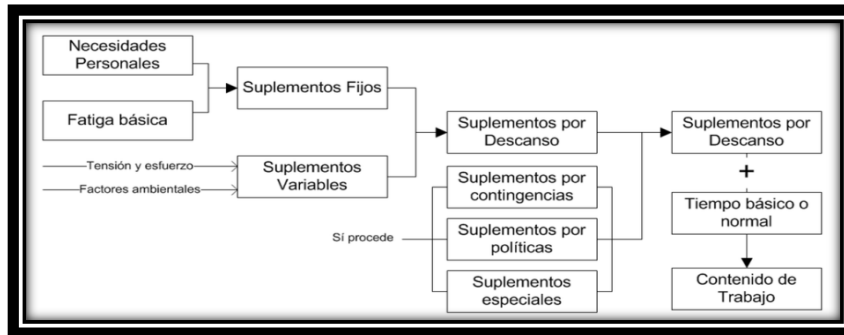 Necesidades
Personales
Fatiga básica
Tensión y esfuerzo
Factores ambientales
Suplementos Fijos
Suplementos
Variables
Sí procede
Suplementos por
Descanso
Suplementos por
contingencias
Suplementos por
políticas
Suplementos
especiales
Suplementos por
Descanso
+
Tiempo básico o
normal
Contenido de
Trabajo